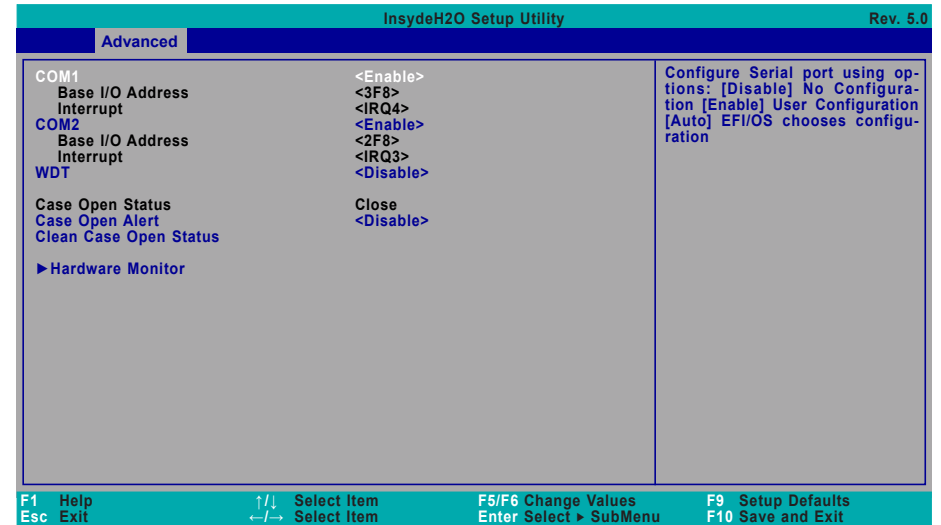 InsydeH2O Setup Utility Rev. 5.0
Advanced
COM1 <Enable>
Base I/O Address <3F8>
Interrupt <IRQ4>
COM2 <Enable>
Base I/O Address <2F8>
Interrupt <IRQ3>
WDT <Disable>
Case Open Status Close
Case Open Alert <Disable>
Clean Case Open Status
►Hardware Monitor
Configure Serial port using op-
tions: [Disable] No Configura-
tion [Enable] User Configuration
[Auto] EFI/OS chooses configu-
ration
F1 Help ↑/↓ Select Item F5/F6 Change Values F9 Setup Defaults
Esc Exit ←/→ Select Item Enter Select ► SubMenu F10 Save and Exit